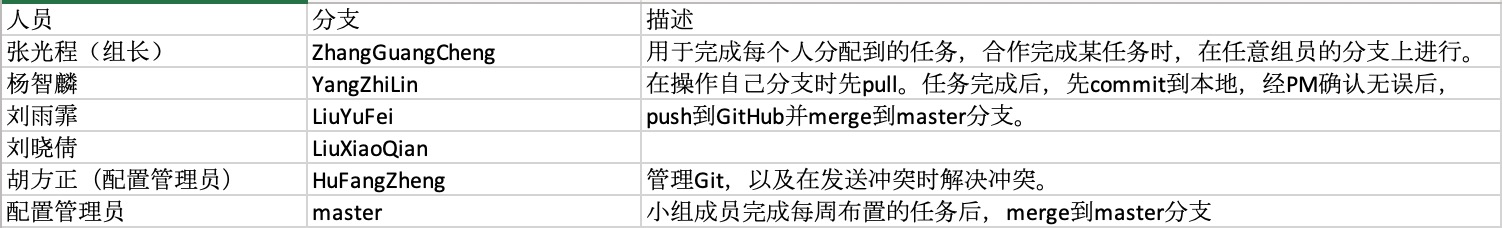 人员 分支 描述
张光程（组长） ZhangGuangCheng 用于完成每个人分配到的任务，合作完成某任务时，在任意组员的分支上进行。
杨智麟 YangZhiLin 在操作自己分支时先pull。任务完成后，先commit到本地，经PM确认无误后，
刘雨霏 LiuYuFei push到GitHub并merge到master分支。
刘晓倩 LiuXiaoQian
胡方正（配置管理员） HuFangZheng 管理Git，以及在发送冲突时解决冲突。
配置管理员 master 小组成员完成每周布置的任务后，merge到master分支